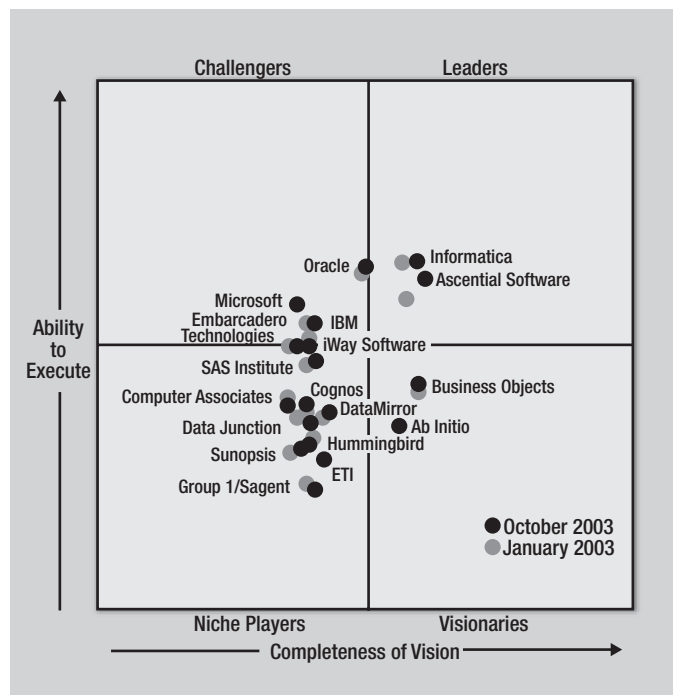 Challengers
Leaders
Oracle
Informatica
Ascential Software
Microsoft
Embarcadero
Technologies
IBM
iWay Software
SAS Institute
Ability
to
Execute
Computer Associates
Cognos
DataMirror
Business Objects
Data Junction
Ab Initio
Hummingbird
Sunopsis
ETI
Group 1/Sagent
October 2003
January 2003
Niche Players
Visionaries
Completeness of Vision